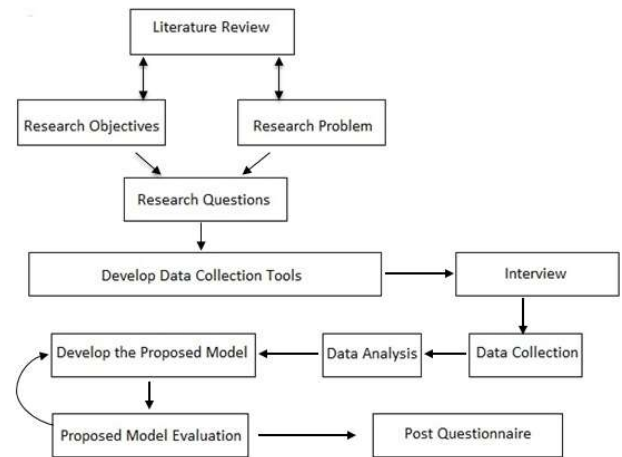 Literature Review
Research Objectives
Research Problem
Research Questions
Develop Data Collection Tools
Interview
Develop the Proposed Model
Data Analysis
Data Collection
Proposed Model Evaluation
Post Questionnaire